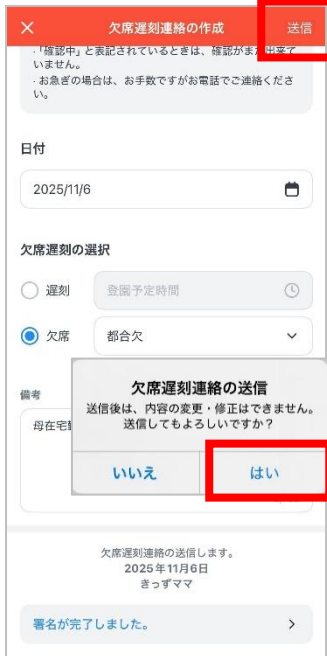 欠席遅刻連絡の作成
送信
・「確認中」と表記されているときは、確認がまだ出来て
いません。
・お急ぎの場合は、お手数ですがお電話でご連絡くださ
い。
日付
2025/11/6
欠席遅刻の選択
遅刻
登園予定時間
欠席
都合欠
備考
母在宅
欠席遅刻連絡の送信
送信後は、内容の変更・修正はできません。
送信してもよろしいですか？
いいえ
はい
欠席遅刻連絡の送信します。
2025年11月6日
きっずママ
署名が完了しました。